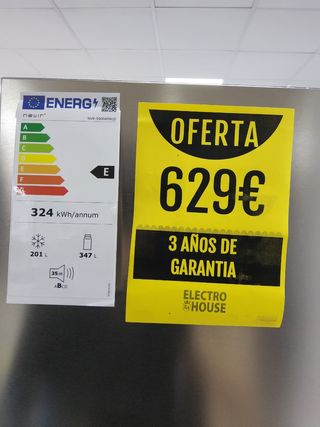 ENERG
nevir
A
B
C
D
E
F
G
E
324 kWh/annum
201 L
347 L
35 dB
ABCD
OFERTA
629€
3 AÑOS DE
GARANTIA
ELECTRO
HOUSE